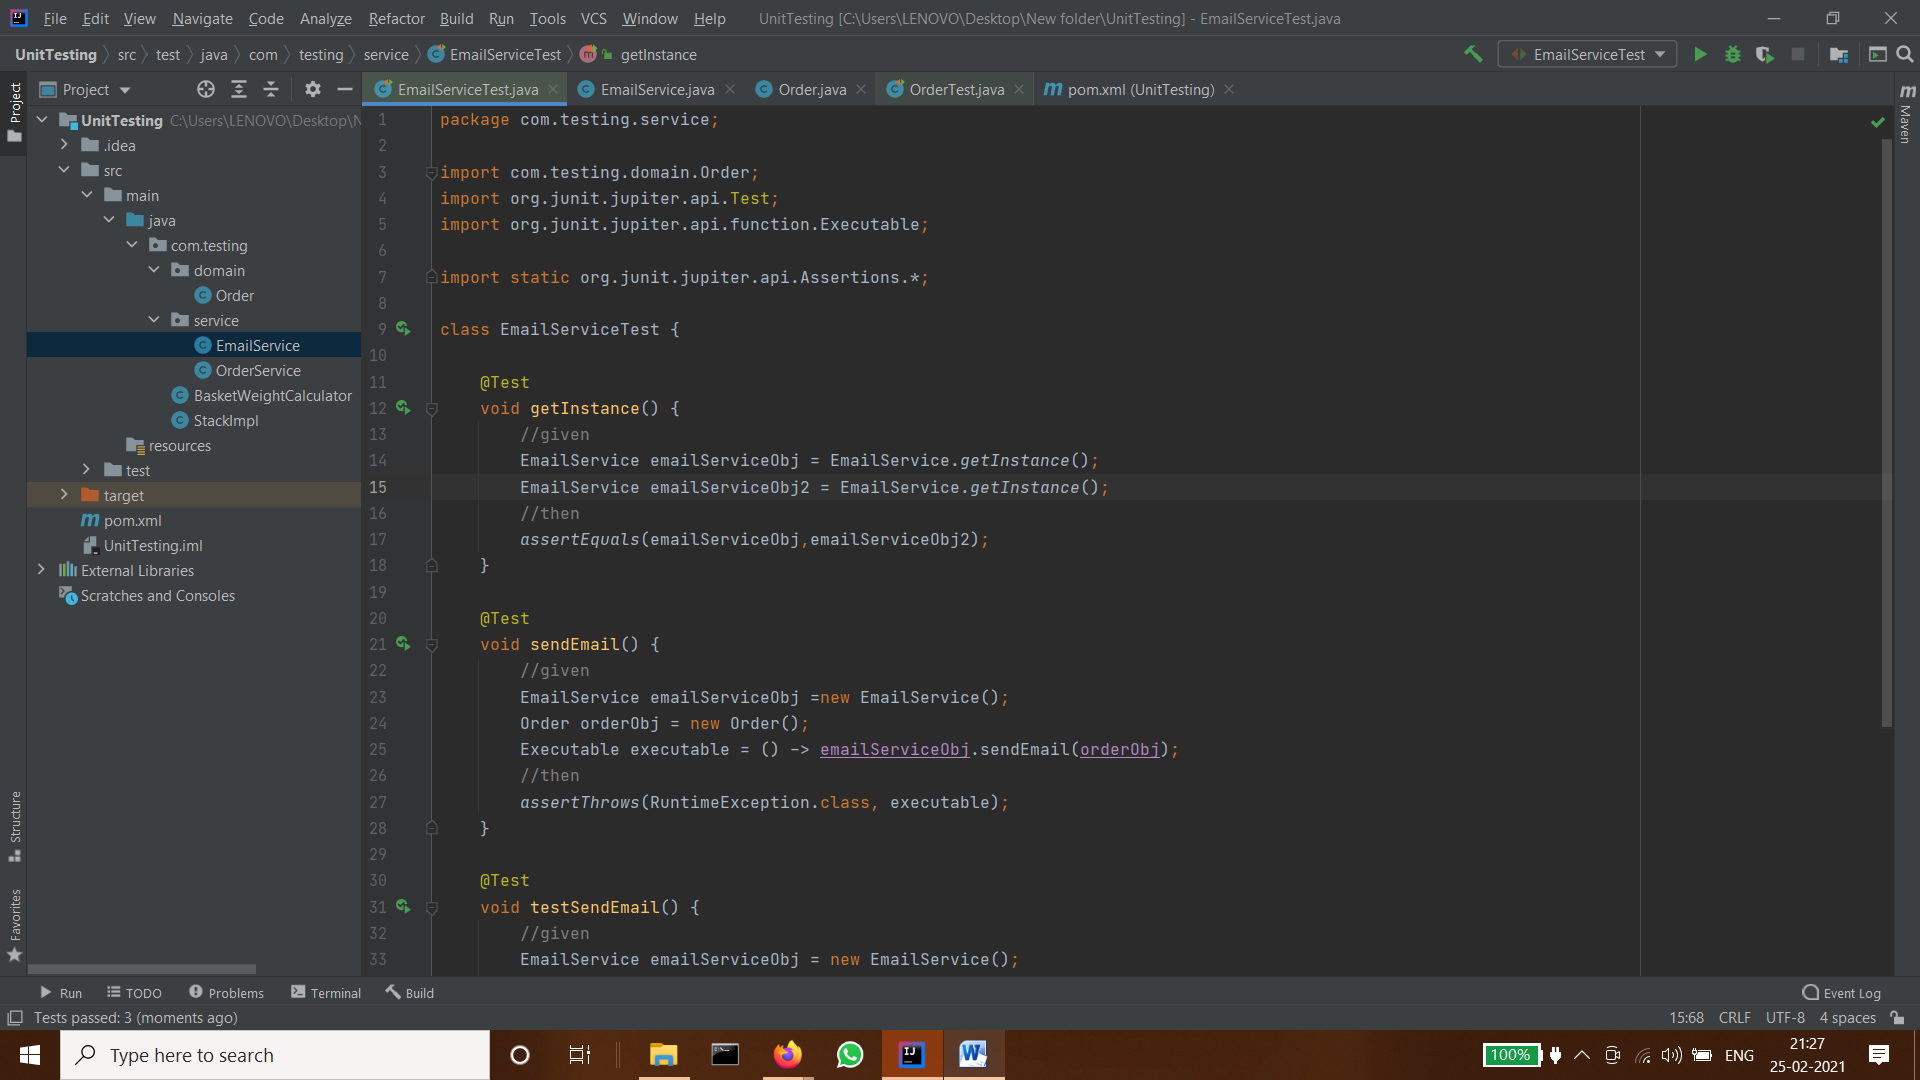 File Edit View Navigate Code Analyze Refactor Build Run Tools VCS Window Help UnitTesting [C:\Users\LENOVO\Desktop\New folder\UnitTesting] - EmailServiceTest.java
UnitTesting src test java com testing service EmailServiceTest getInstance EmailServiceTest
Project EmailServiceTest.java EmailService.java Order.java OrderTest.java pom.xml (UnitTesting)
Project
Structure
Favorites
Maven
UnitTesting C:\Users\LENOVO\Desktop\N
.idea
src
main
java
com.testing
domain
Order
service
EmailService
OrderService
BasketWeightCalculator
StackImpl
resources
test
target
pom.xml
UnitTesting.iml
External Libraries
Scratches and Consoles
1 package com.testing.service;
2
3 import com.testing.domain.Order;
4 import org.junit.jupiter.api.Test;
5 import org.junit.jupiter.api.function.Executable;
6
7 import static org.junit.jupiter.api.Assertions.*;
8
9 class EmailServiceTest {
10
11 @Test
12 void getInstance() {
13 //given
14 EmailService emailServiceObj = EmailService.getInstance();
15 EmailService emailServiceObj2 = EmailService.getInstance();
16 //then
17 assertEquals(emailServiceObj,emailServiceObj2);
18 }
19
20 @Test
21 void sendEmail() {
22 //given
23 EmailService emailServiceObj =new EmailService();
24 Order orderObj = new Order();
25 Executable executable = () -> emailServiceObj.sendEmail(orderObj);
26 //then
27 assertThrows(RuntimeException.class, executable);
28 }
29
30 @Test
31 void testSendEmail() {
32 //given
33 EmailService emailServiceObj = new EmailService();
Run TODO Problems Terminal Build Event Log
Tests passed: 3 (moments ago) 15:68 CRLF UTF-8 4 spaces
Type here to search 100% ENG 21:27
25-02-2021